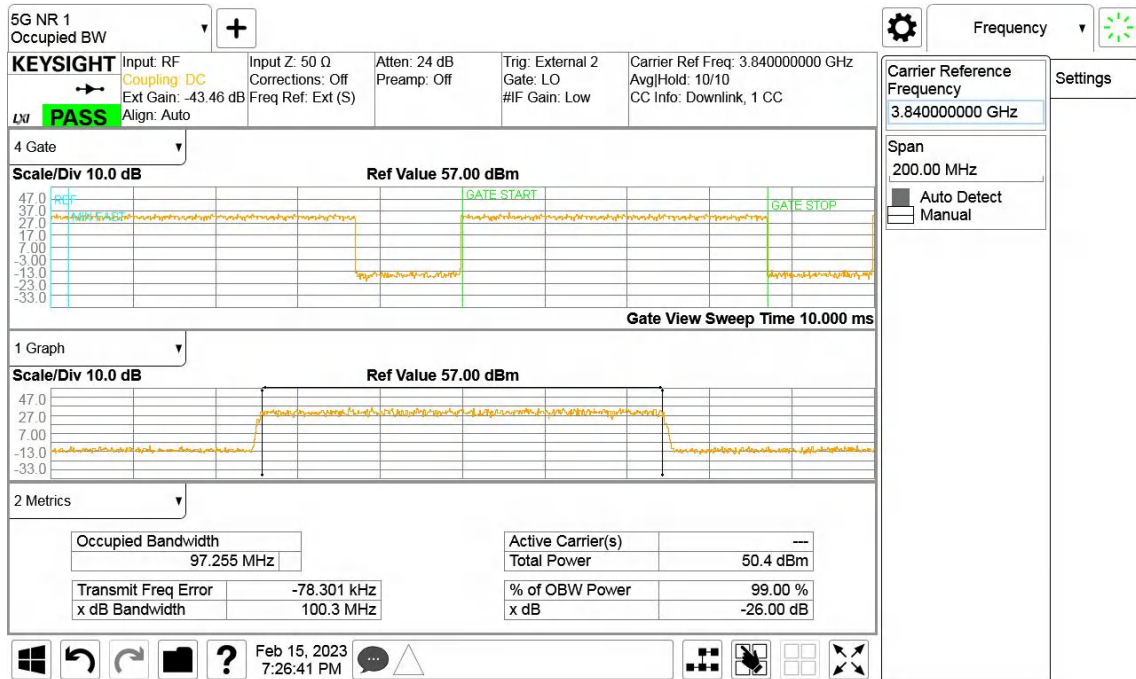 5G NR 1
Occupied BW
+
Frequency
KEYSIGHT
LXI
PASS
Input: RF
Coupling: DC
Ext Gain: -43.46 dB
Align: Auto
Input Z: 50 Ω
Corrections: Off
Freq Ref: Ext (S)
Atten: 24 dB
Preamp: Off
Trig: External 2
Gate: LO
#IF Gain: Low
Carrier Ref Freq: 3.840000000 GHz
Avg|Hold: 10/10
CC Info: Downlink, 1 CC
Carrier Reference
Frequency
3.840000000 GHz
Span
200.00 MHz
Auto Detect
Manual
Settings
4 Gate
Scale/Div 10.0 dB
Ref Value 57.00 dBm
47.0
37.0
27.0
17.0
7.00
-3.00
-13.0
-23.0
-33.0
REF
MIN FAST
GATE START
GATE STOP
Gate View Sweep Time 10.000 ms
1 Graph
Scale/Div 10.0 dB
Ref Value 57.00 dBm
47.0
27.0
7.00
-13.0
-33.0
2 Metrics
Occupied Bandwidth
97.255 MHz
Transmit Freq Error -78.301 kHz
x dB Bandwidth 100.3 MHz
Active Carrier(s) ---
Total Power 50.4 dBm
% of OBW Power 99.00 %
x dB -26.00 dB
?
Feb 15, 2023
7:26:41 PM